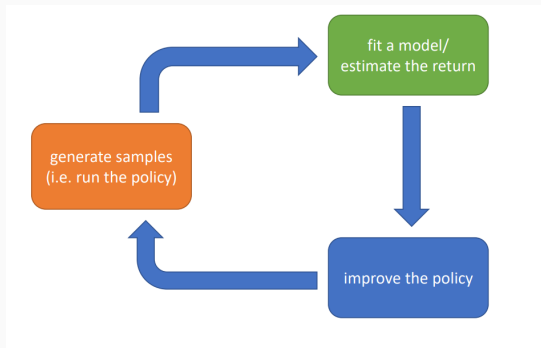 fit a model/
estimate the return
generate samples
(i.e. run the policy)
improve the policy